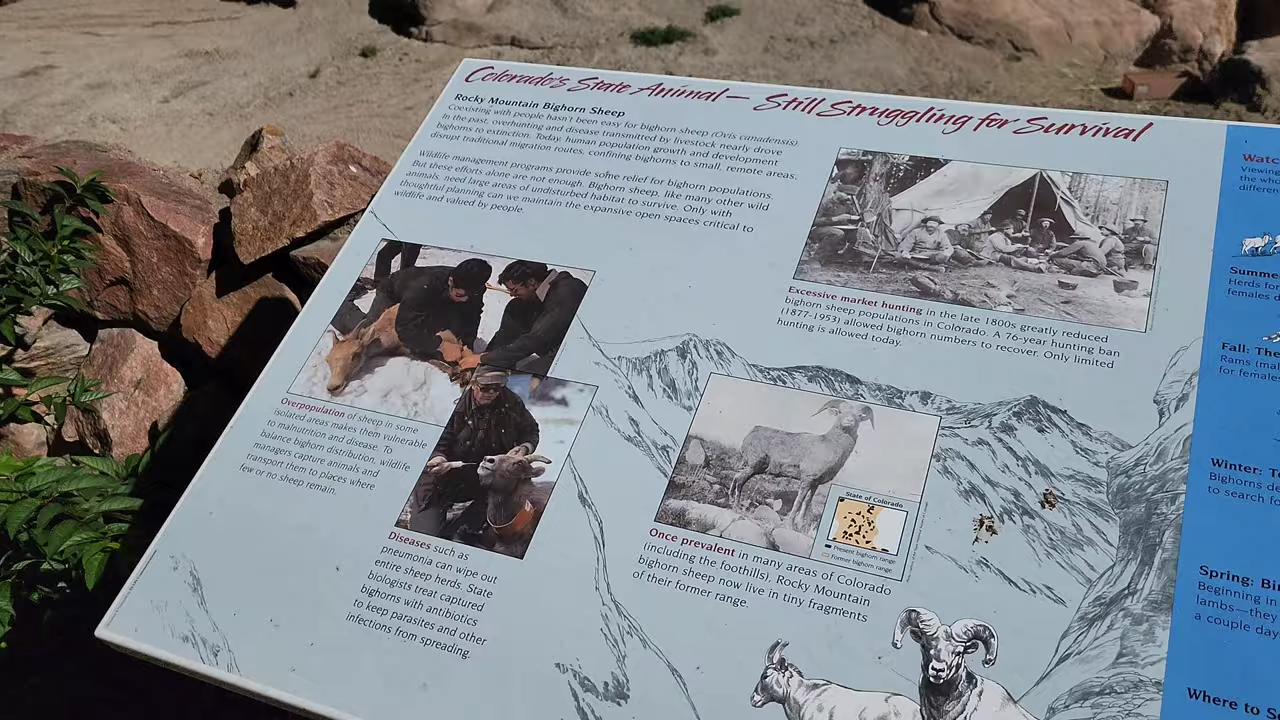 Colorado's State Animal— Still Struggling for Survival
Rocky Mountain Bighorn Sheep
Coexisting with people hasn't been easy for bighorn sheep (Ovis canadensis).
In the past, overhunting and disease transmitted by livestock nearly drove
bighorns to extinction. Today, human population growth and development
disrupt traditional migration routes, confining bighorns to small, remote areas.
Wildlife management programs provide some relief for bighorn populations.
But these efforts alone are not enough. Bighorn sheep, like many other wild
animals, need large areas of undisturbed habitat to survive. Only with
thoughtful planning can we maintain the expansive open spaces critical to
wildlife and valued by people.
Excessive market hunting in the late 1800s greatly reduced
bighorn sheep populations in Colorado. A 76-year hunting ban
(1877-1953) allowed bighorn numbers to recover. Only limited
hunting is allowed today.
Overpopulation of sheep in some
isolated areas makes them vulnerable
to malnutrition and disease. To
balance bighorn distribution, wildlife
managers capture animals and
transport them to places where
few or no sheep remain.
Diseases such as
pneumonia can wipe out
entire sheep herds. State
biologists treat captured
bighorns with antibiotics
to keep parasites and other
infections from spreading.
State of Colorado
Present bighorn range
Former bighorn range
Once prevalent in many areas of Colorado
(including the foothills), Rocky Mountain
bighorn sheep now live in tiny fragments
of their former range.
Watc
Viewing
the who
differen
Summe
Herds for
females
Fall: The
Rams (mal
for female
Winter: T
Bighorns de
to search fo
Spring: Bir
Beginning in
lambs—they
a couple day
Where to S